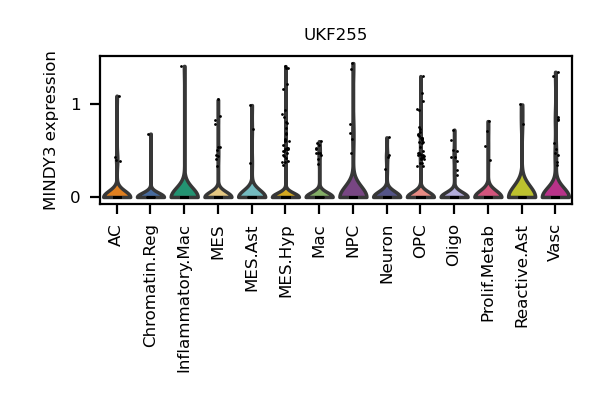 UKF255
MINDY3 expression
1
0
AC
Chromatin.Reg
Inflammatory.Mac
MES
MES.Ast
MES.Hyp
Mac
NPC
Neuron
OPC
Oligo
Prolif.Metab
Reactive.Ast
Vasc